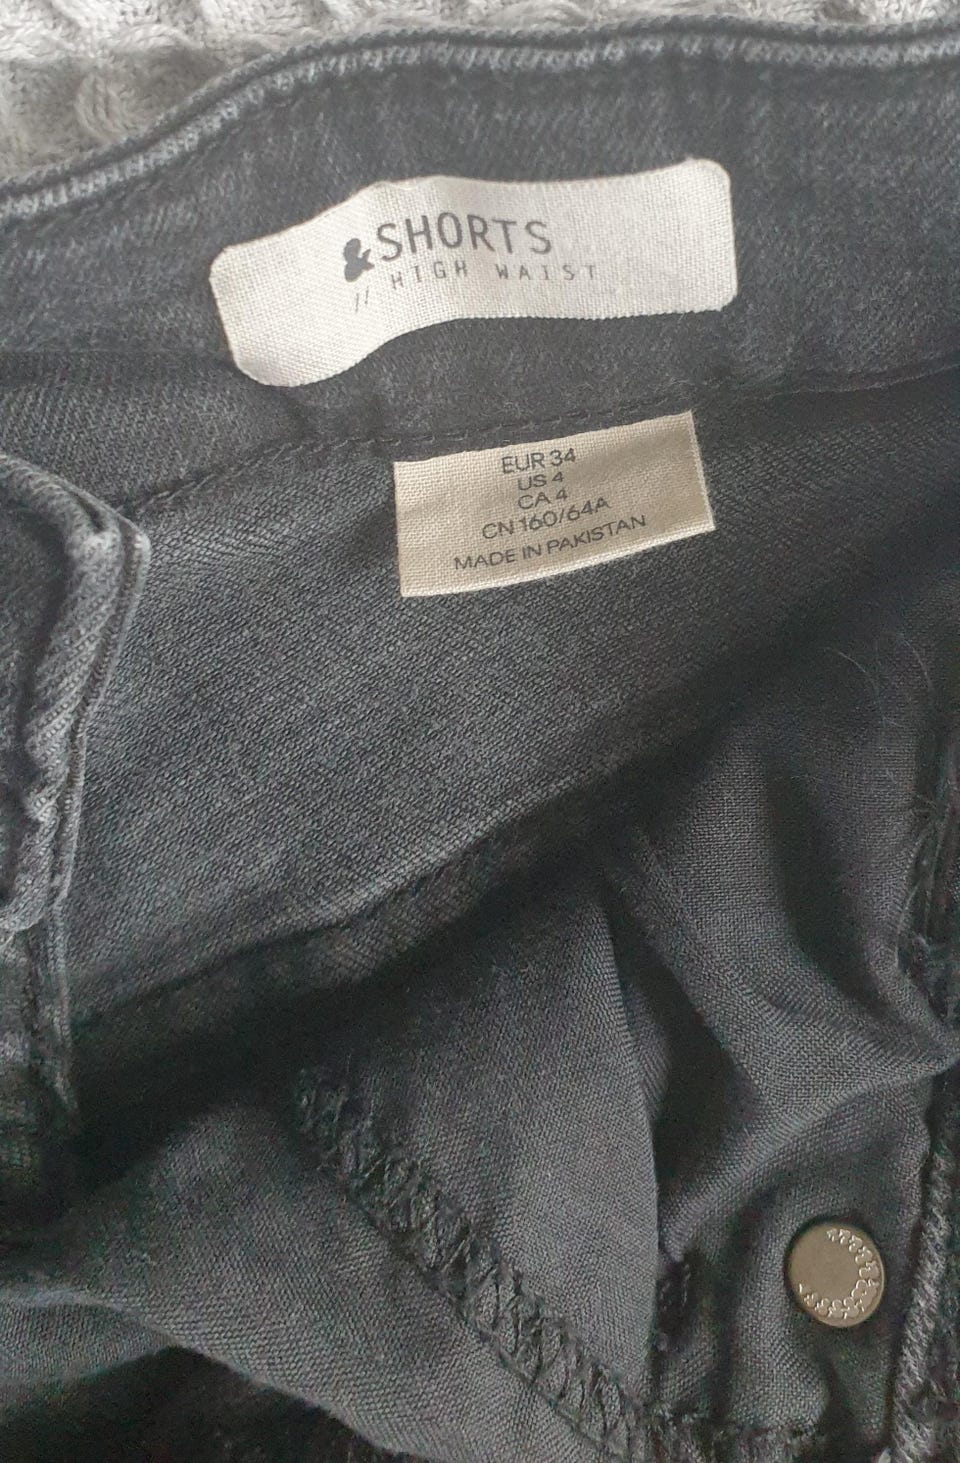 &SHORTS
// HIGH WAIST
EUR 34
US 4
CA 4
CN 160/64A
MADE IN PAKISTAN